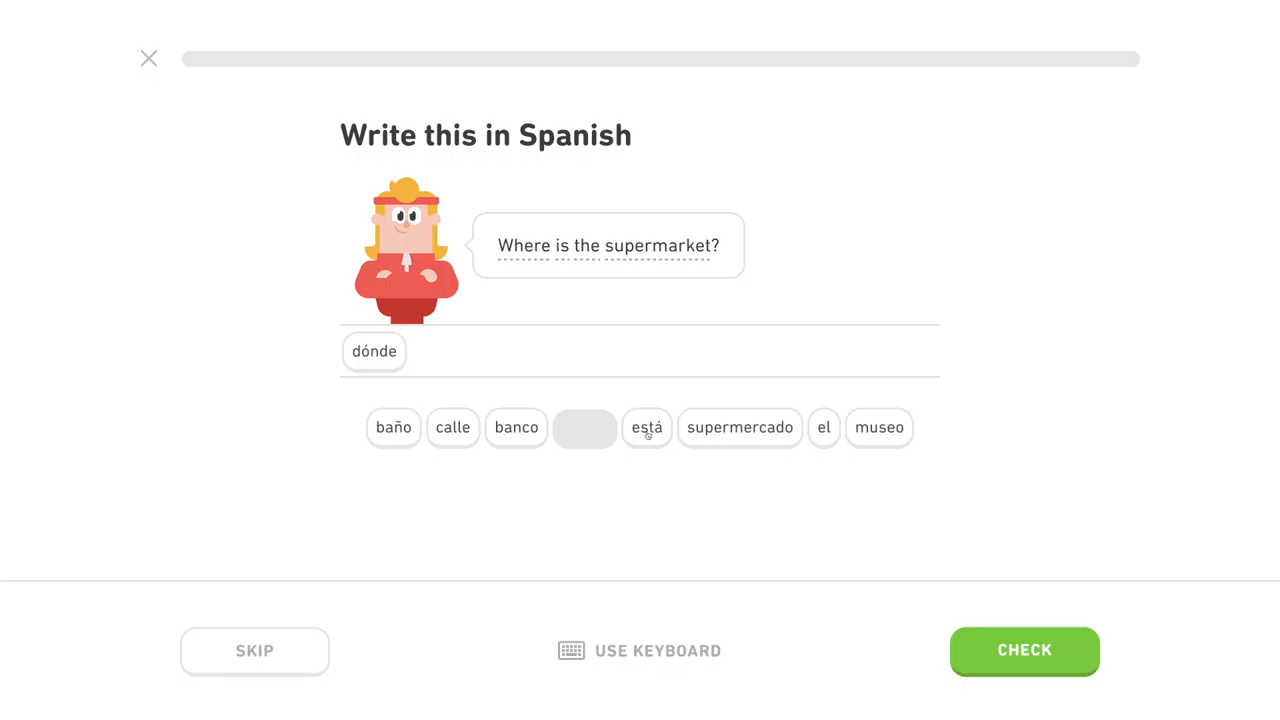 Write this in Spanish
Where is the supermarket?
dónde
baño calle banco está supermercado el museo
SKIP USE KEYBOARD CHECK